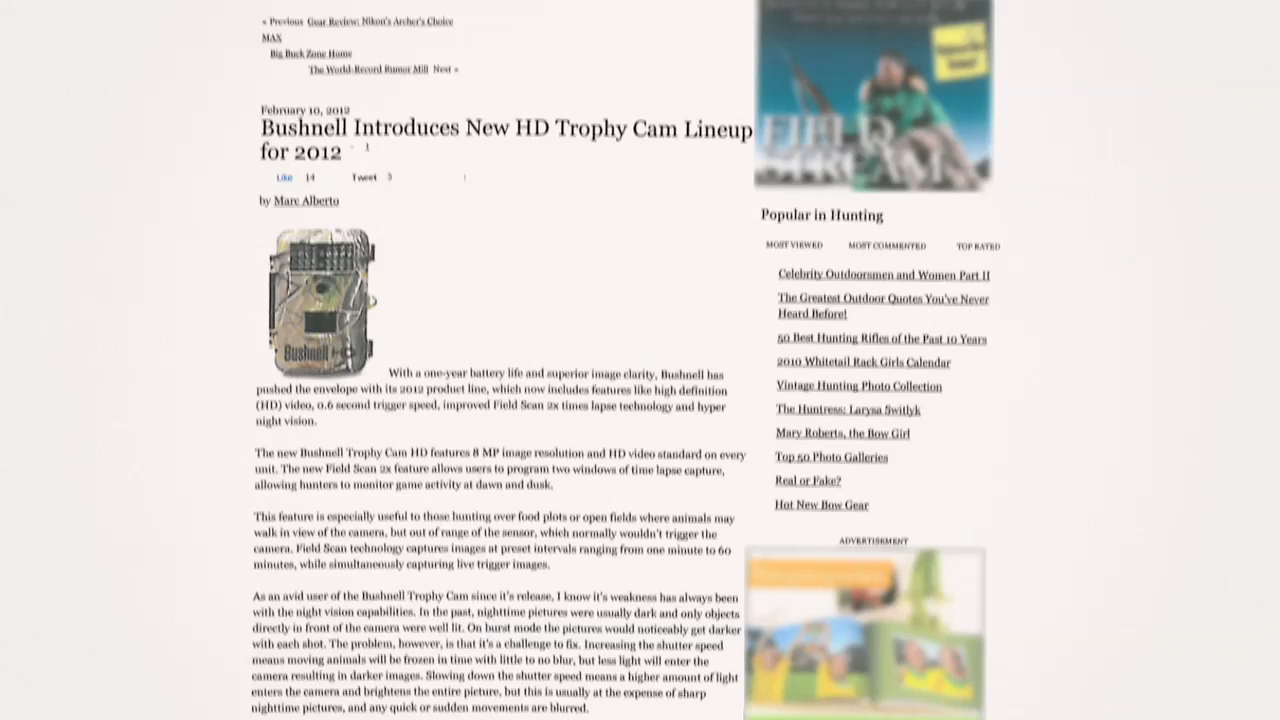 « Previous Gear Review: Nikon's Archer's Choice
MAX
Big Buck Zone Home
The World-Record Rumor Mill Next »
February 10, 2012
Bushnell Introduces New HD Trophy Cam Lineup
for 2012 1
Like 14 Tweet 3
by Marc Alberto
Bushnell HD
With a one-year battery life and superior image clarity, Bushnell has
pushed the envelope with its 2012 product line, which now includes features like high definition
(HD) video, 0.6 second trigger speed, improved Field Scan 2x times lapse technology and hyper
night vision.
The new Bushnell Trophy Cam HD features 8 MP image resolution and HD video standard on every
unit. The new Field Scan 2x feature allows users to program two windows of time lapse capture,
allowing hunters to monitor game activity at dawn and dusk.
This feature is especially useful to those hunting over food plots or open fields where animals may
walk in view of the camera, but out of range of the sensor, which normally wouldn't trigger the
camera. Field Scan technology captures images at preset intervals ranging from one minute to 60
minutes, while simultaneously capturing live trigger images.
As an avid user of the Bushnell Trophy Cam since it's release, I know it's weakness has always been
with the night vision capabilities. In the past, nighttime pictures were usually dark and only objects
directly in front of the camera were well lit. On burst mode the pictures would noticeably get darker
with each shot. The problem, however, is that it's a challenge to fix. Increasing the shutter speed
means moving animals will be frozen in time with little to no blur, but less light will enter the
camera resulting in darker images. Slowing down the shutter speed means a higher amount of light
enters the camera and brightens the entire picture, but this is usually at the expense of sharp
nighttime pictures, and any quick or sudden movements are blurred.
FIELD
STREAM
Popular in Hunting
MOST VIEWED MOST COMMENTED TOP RATED
Celebrity Outdoorsmen and Women Part II
The Greatest Outdoor Quotes You've Never
Heard Before!
50 Best Hunting Rifles of the Past 10 Years
2010 Whitetail Rack Girls Calendar
Vintage Hunting Photo Collection
The Huntress: Larysa Switlyk
Mary Roberts, the Bow Girl
Top 50 Photo Galleries
Real or Fake?
Hot New Bow Gear
ADVERTISEMENT